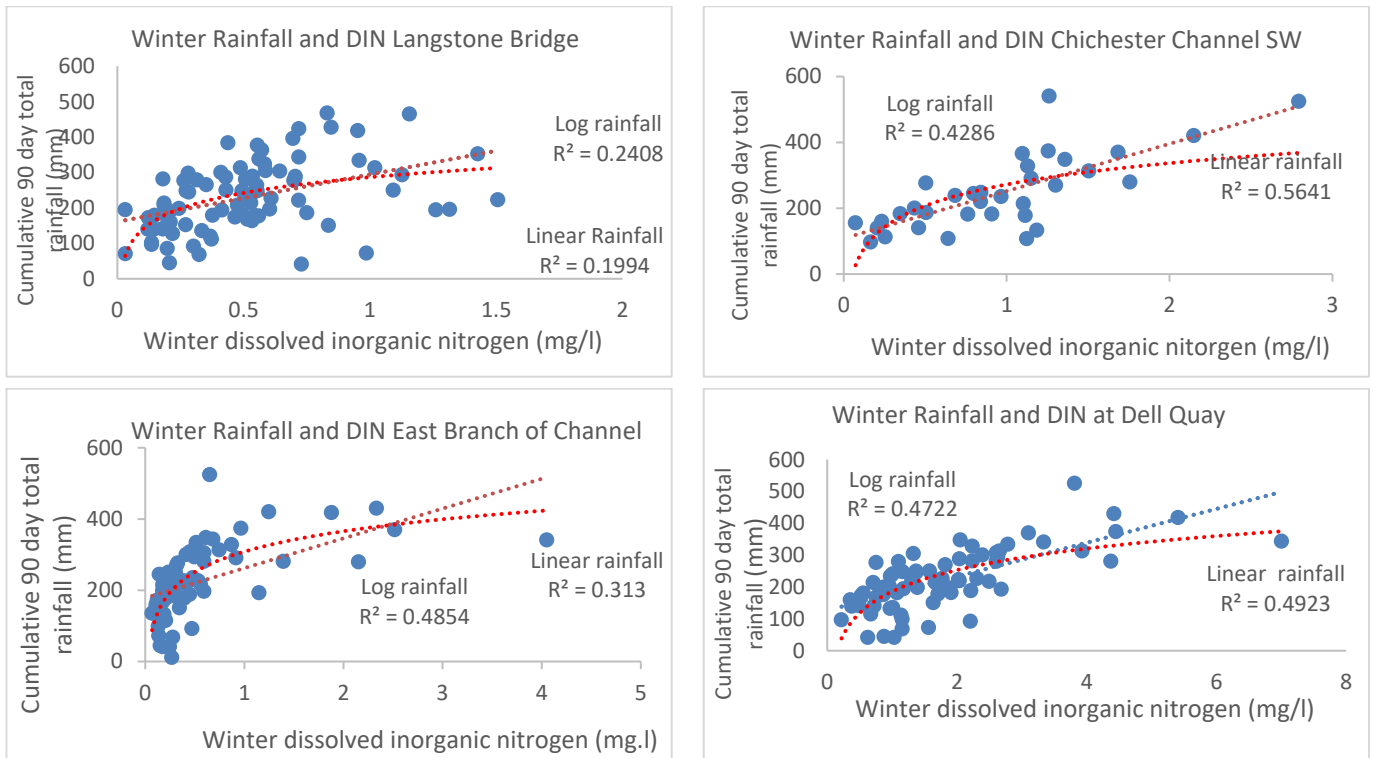 Winter Rainfall and DIN Langstone Bridge
Cumulative 90 day total
rainfall (mm)
600
500
400
300
200
100
0
Log rainfall
R² = 0.2408
Linear Rainfall
R² = 0.1994
0 0.5 1 1.5 2
Winter dissolved inorganic nitrogen (mg/l)
Winter Rainfall and DIN Chichester Channel SW
Cumulative 90 day total
rainfall (mm)
600
400
200
0
Log rainfall
R² = 0.4286
Linear rainfall
R² = 0.5641
0 1 2 3
Winter dissolved inorganic nitorgen (mg/l)
Winter Rainfall and DIN East Branch of Channel
Cumulative 90 day total
rainfall (mm)
600
400
200
0
Linear rainfall
R² = 0.313
Log rainfall
R² = 0.4854
0 1 2 3 4 5
Winter dissolved inorganic nitrogen (mg.l)
Winter Rainfall and DIN at Dell Quay
Cumulative 90 day total
rainfall (mm)
600
500
400
300
200
100
0
Log rainfall
R² = 0.4722
Linear rainfall
R² = 0.4923
0 2 4 6 8
Winter dissolved inorganic nitrogen (mg/l)